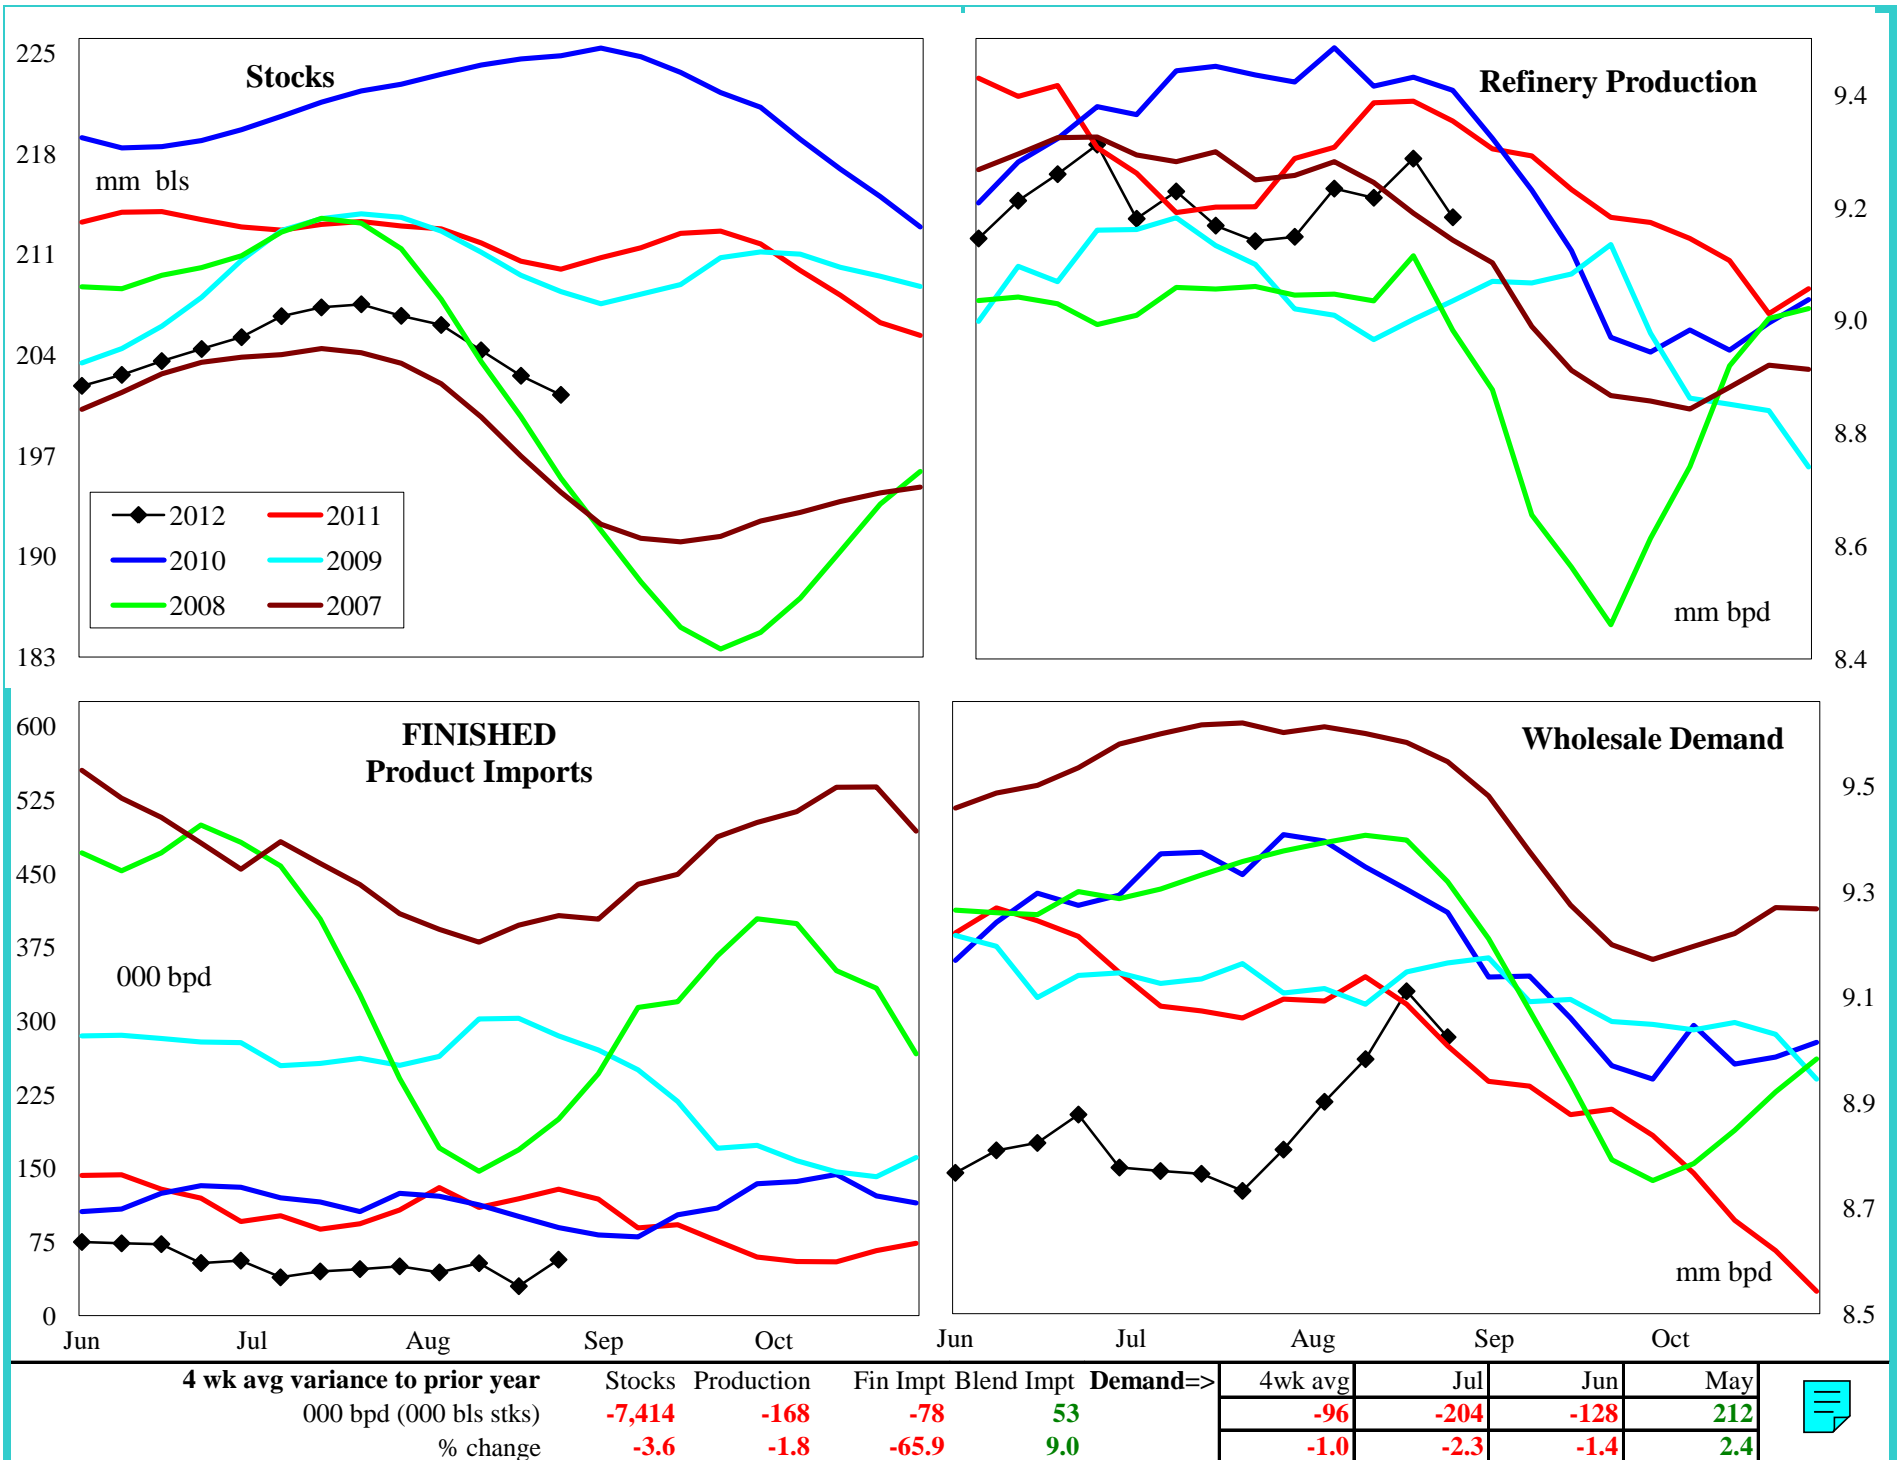 Stocks
mm bls
225
218
211
204
197
190
183
2012 2011
2010 2009
2008 2007
Refinery Production
9.4
9.2
9.0
8.8
8.6
8.4
mm bpd
FINISHED
Product Imports
000 bpd
600
525
450
375
300
225
150
75
0
Jun Jul Aug Sep Oct
Wholesale Demand
9.5
9.3
9.1
8.9
8.7
8.5
mm bpd
Jun Jul Aug Sep Oct
4 wk avg variance to prior year Stocks Production Fin Impt Blend Impt Demand=> 4wk avg Jul Jun May
000 bpd (000 bls stks) -7,414 -168 -78 53 -96 -204 -128 212
% change -3.6 -1.8 -65.9 9.0 -1.0 -2.3 -1.4 2.4